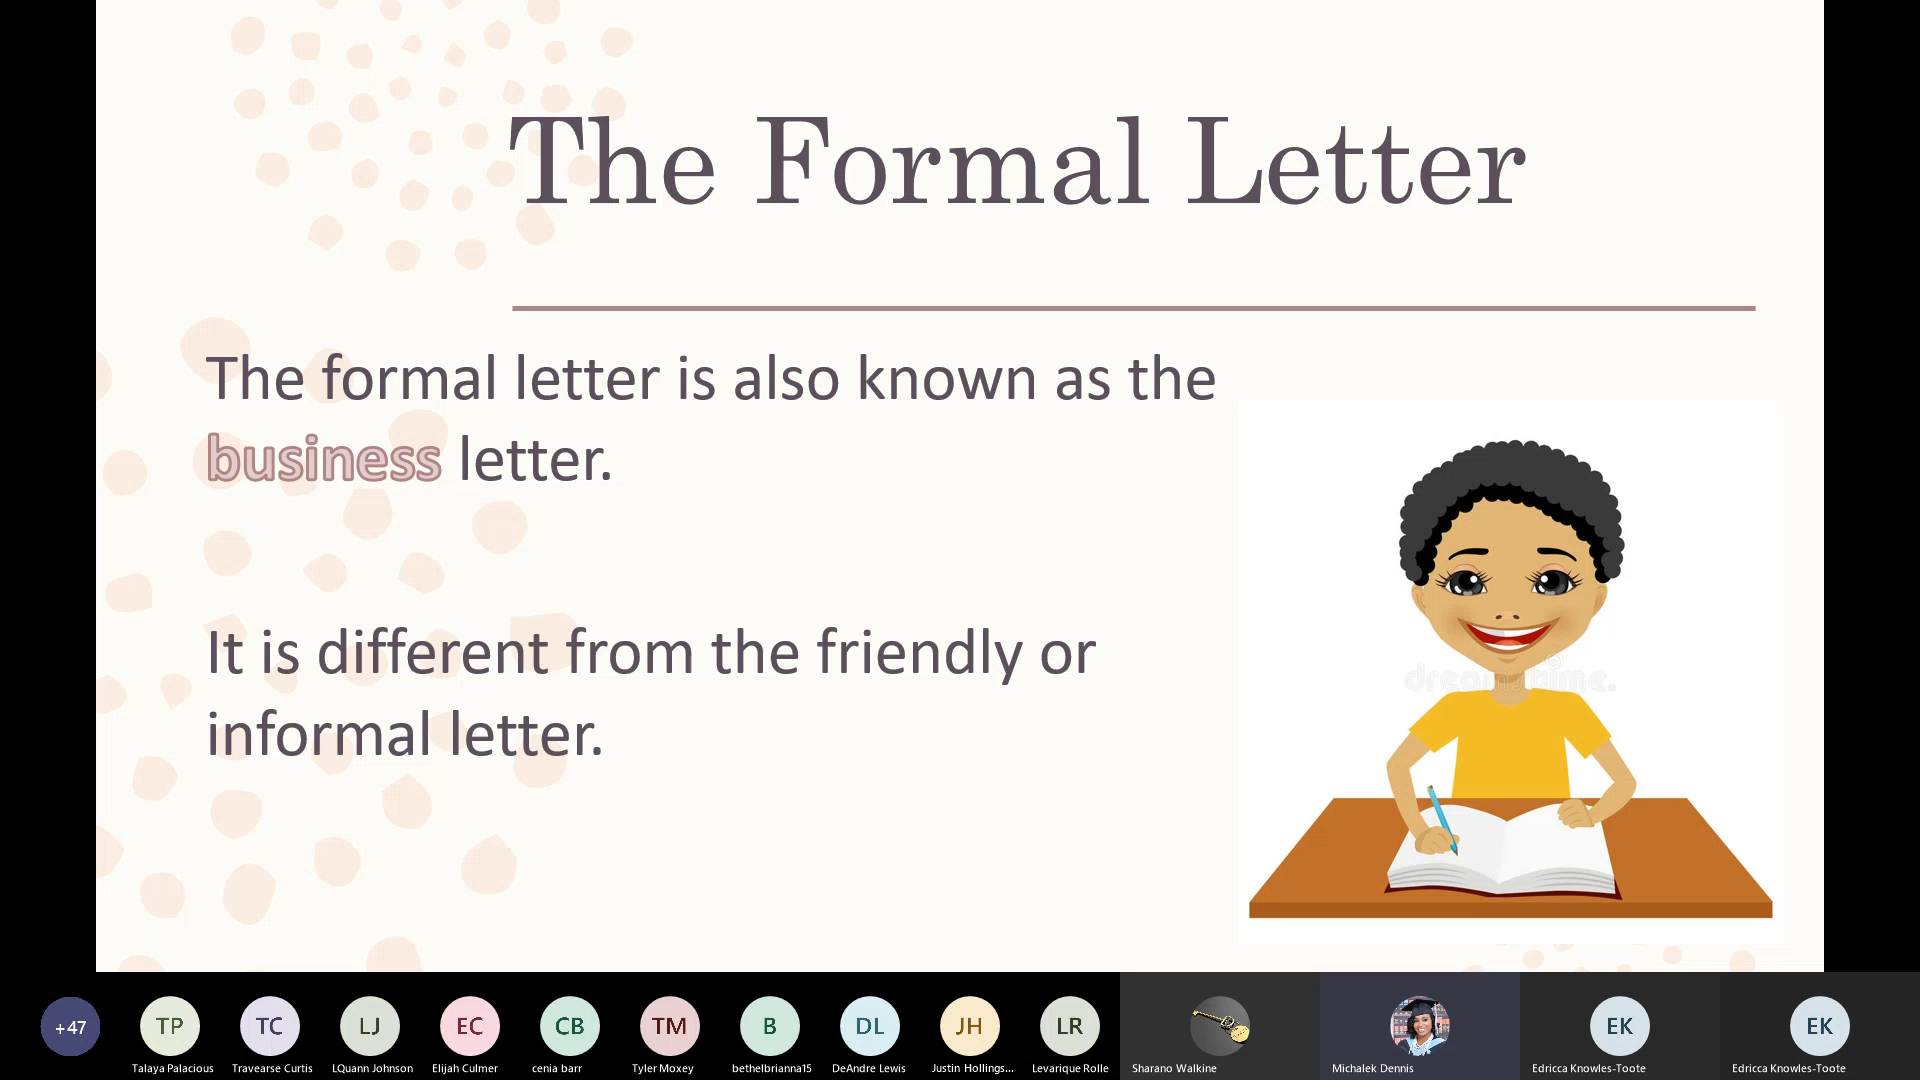 The Formal Letter
The formal letter is also known as the
business letter.
It is different from the friendly or
informal letter.
dreamstime.
+47
TP
TC
LJ
EC
CB
TM
B
DL
JH
LR
EK
EK
Talaya Palacious
Travearse Curtis
LQuann Johnson
Elijah Culmer
cenia barr
Tyler Moxey
bethelbrianna15
DeAndre Lewis
Justin Hollings...
Levarique Rolle
Sharano Walkine
Michalek Dennis
Edricca Knowles-Toote
Edricca Knowles-Toote